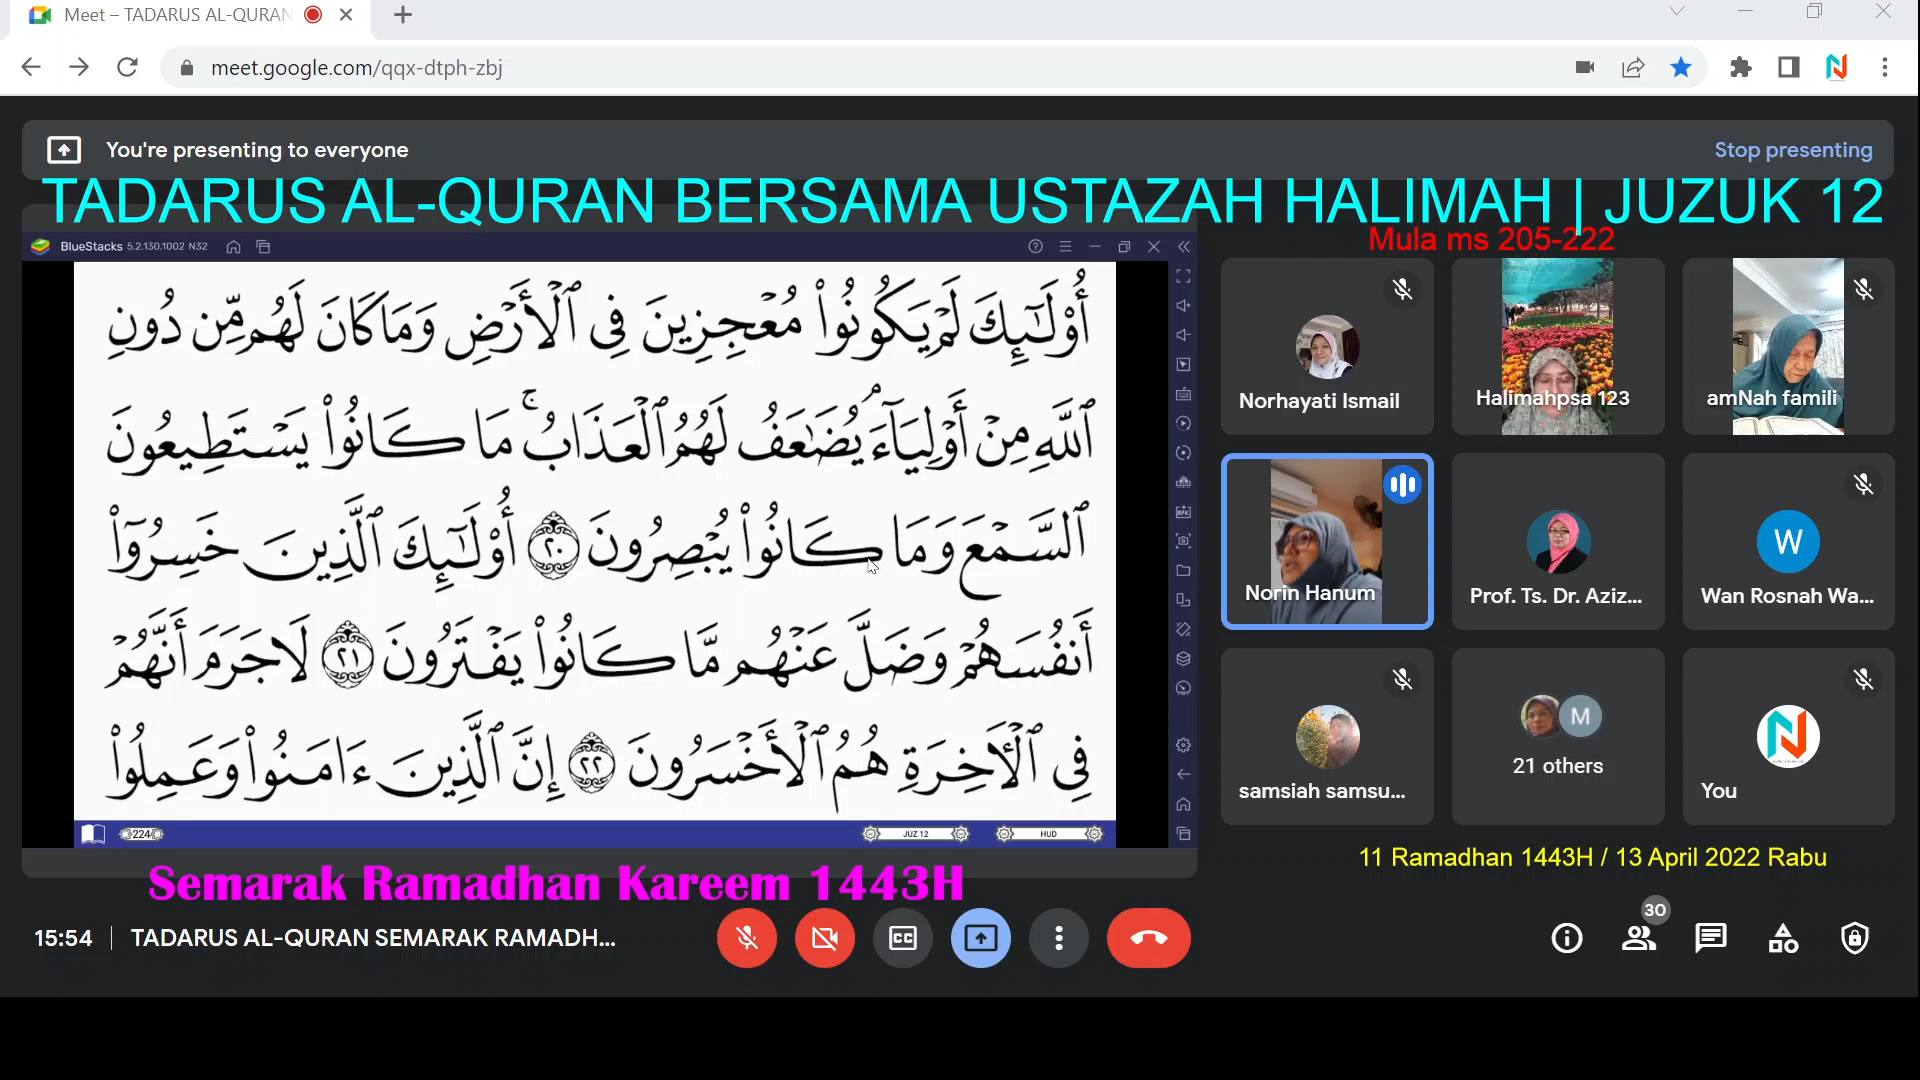 Meet – TADARUS AL-QURAN
meet.google.com/qqx-dtph-zbj
You're presenting to everyone
Stop presenting
TADARUS AL-QURAN BERSAMA USTAZAH HALIMAH | JUZUK 12
Mula ms 205-222
BlueStacks 5.2.130.1002 N32
أُو۟لَـٰٓئِكَ لَمْ يَكُونُوا۟ مُعْجِزِينَ فِى ٱلْأَرْضِ وَمَا كَانَ لَهُم مِّن دُونِ
ٱللَّهِ مِنْ أَوْلِيَآءَ ۘ يُضَـٰعَفُ لَهُمُ ٱلْعَذَابُ ۚ مَا كَانُوا۟ يَسْتَطِيعُونَ
ٱلسَّمْعَ وَمَا كَانُوا۟ يُبْصِرُونَ ٢٠ أُو۟لَـٰٓئِكَ ٱلَّذِينَ خَسِرُوٓا۟
أَنفُسَهُمْ وَضَلَّ عَنْهُم مَّا كَانُوا۟ يَفْتَرُونَ ٢١ لَا جَرَمَ أَنَّهُمْ
فِى ٱلْـَٔاخِرَةِ هُمُ ٱلْأَخْسَرُونَ ٢٢ إِنَّ ٱلَّذِينَ ءَامَنُوا۟ وَعَمِلُوا۟
224
JUZ 12
HUD
Norhayati Ismail
Halimahpsa 123
amNah famili
Norin Hanum
Prof. Ts. Dr. Aziz...
W
Wan Rosnah Wa...
samsiah samsu...
M
21 others
You
11 Ramadhan 1443H / 13 April 2022 Rabu
Semarak Ramadhan Kareem 1443H
15:54
TADARUS AL-QURAN SEMARAK RAMADH...
CC
30